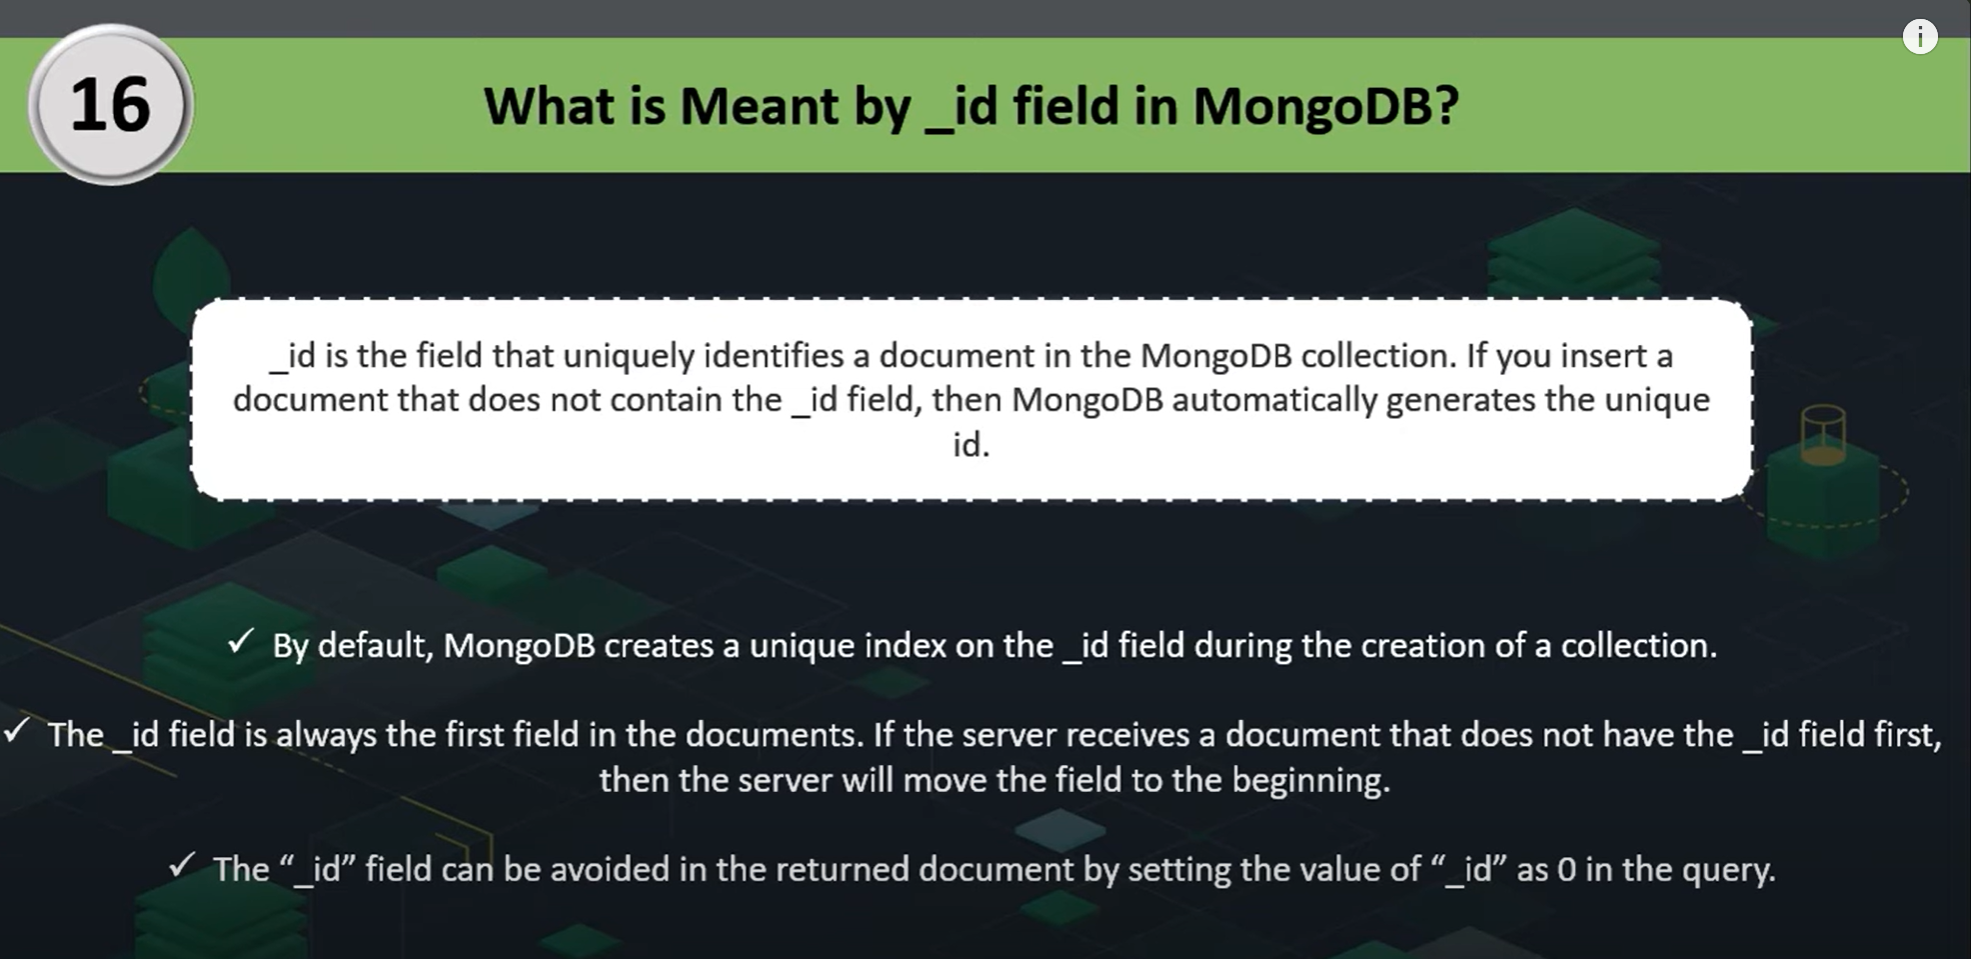 16
What is Meant by _id field in MongoDB?
i
_id is the field that uniquely identifies a document in the MongoDB collection. If you insert a
document that does not contain the _id field, then MongoDB automatically generates the unique
id.
✓ By default, MongoDB creates a unique index on the _id field during the creation of a collection.
✓ The _id field is always the first field in the documents. If the server receives a document that does not have the _id field first,
then the server will move the field to the beginning.
✓ The “_id” field can be avoided in the returned document by setting the value of “_id” as 0 in the query.